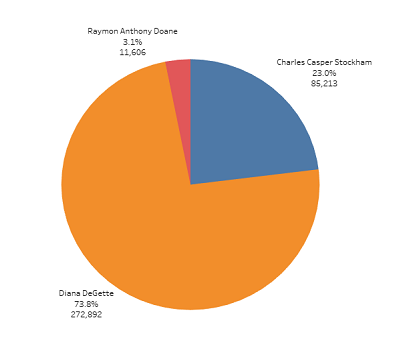 Raymon Anthony Doane
3.1%
11,606
Charles Casper Stockham
23.0%
85,213
Diana DeGette
73.8%
272,892